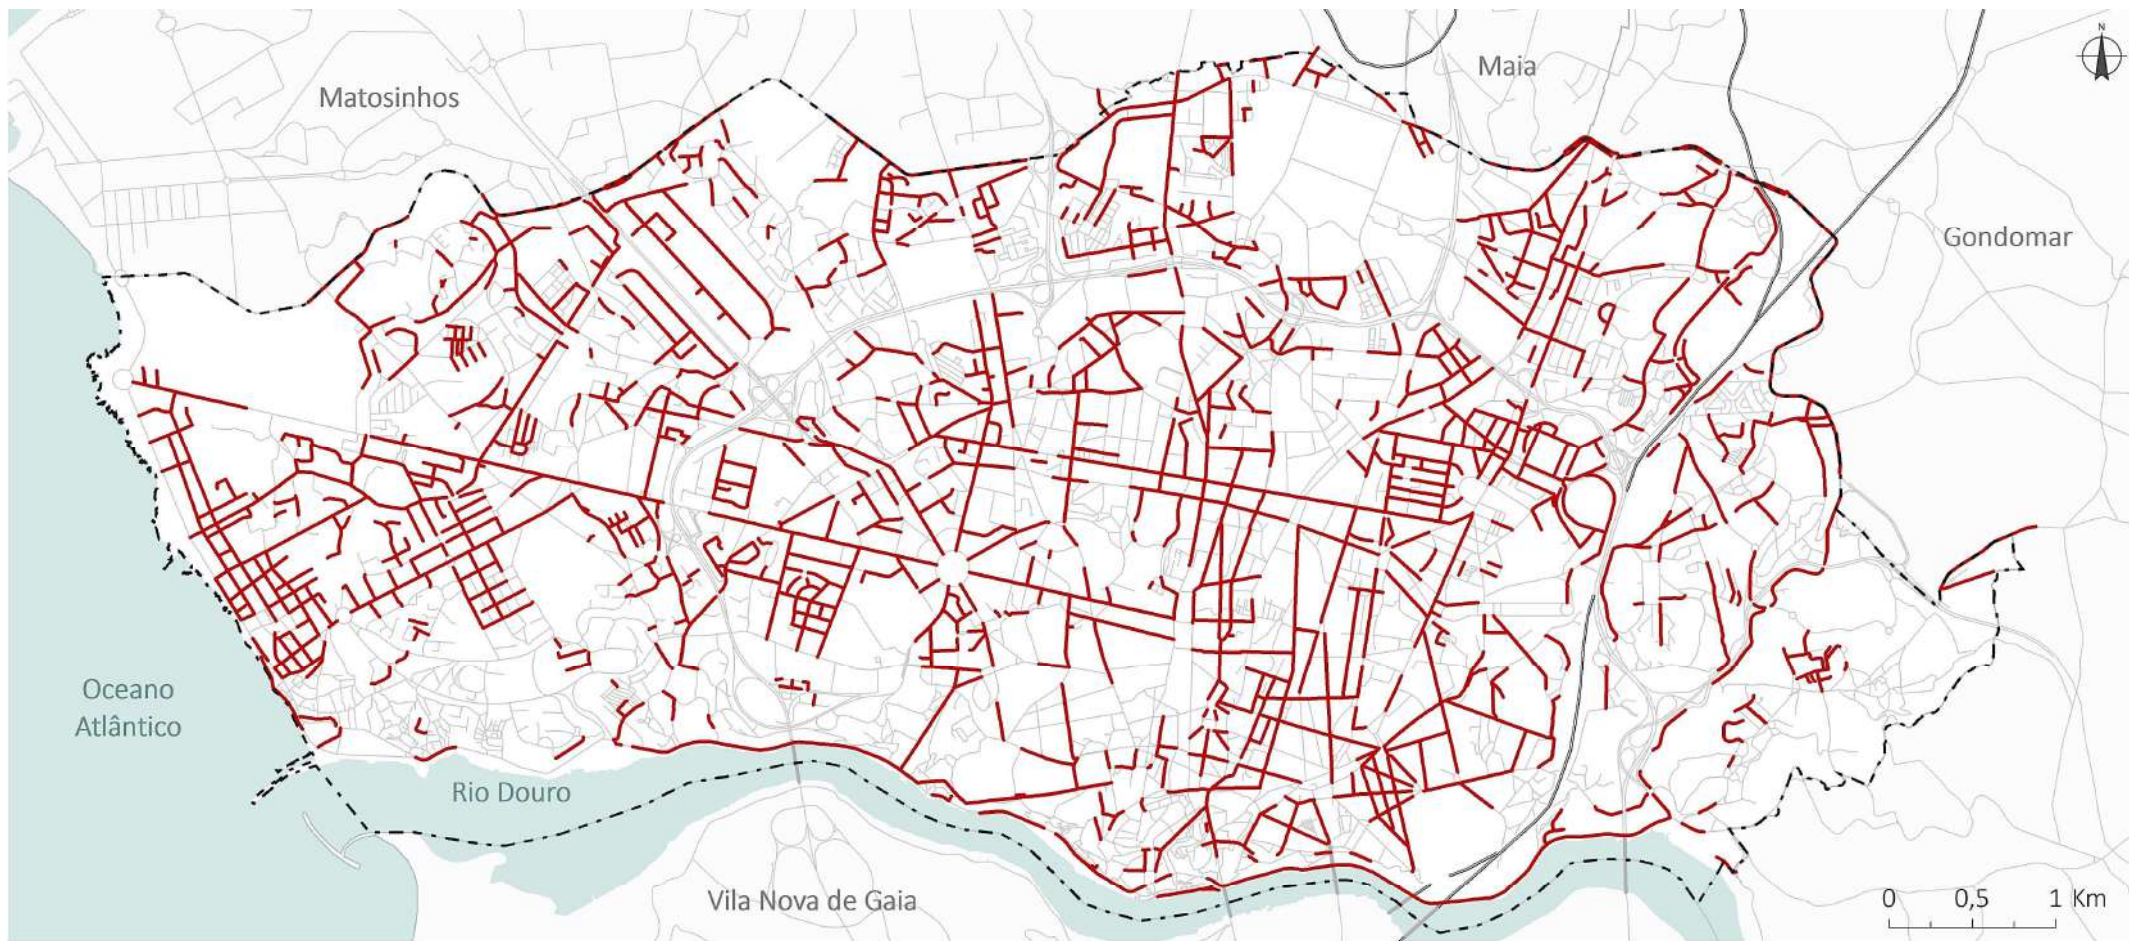 N
Maia
Matosinhos
Gondomar
Oceano
Atlântico
Rio Douro
Vila Nova de Gaia
0 0,5 1 Km